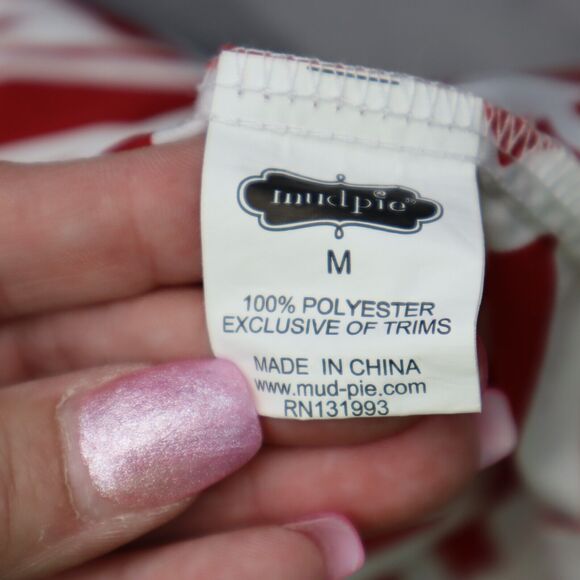 mudpie®
M
100% POLYESTER
EXCLUSIVE OF TRIMS
MADE IN CHINA
www.mud-pie.com
RN131993